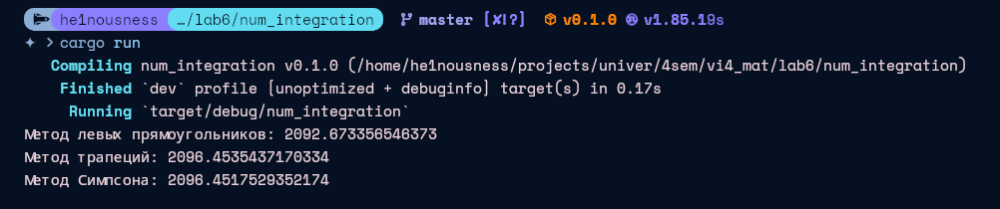 he1nousness …/lab6/num_integration master [✘!?] v0.1.0 v1.85.19s
✦ > cargo run
Compiling num_integration v0.1.0 (/home/he1nousness/projects/univer/4sem/vi4_mat/lab6/num_integration)
Finished `dev` profile [unoptimized + debuginfo] target(s) in 0.17s
Running `target/debug/num_integration`
Метод левых прямоугольников: 2092.673356546373
Метод трапеций: 2096.4535437170334
Метод Симпсона: 2096.4517529352174